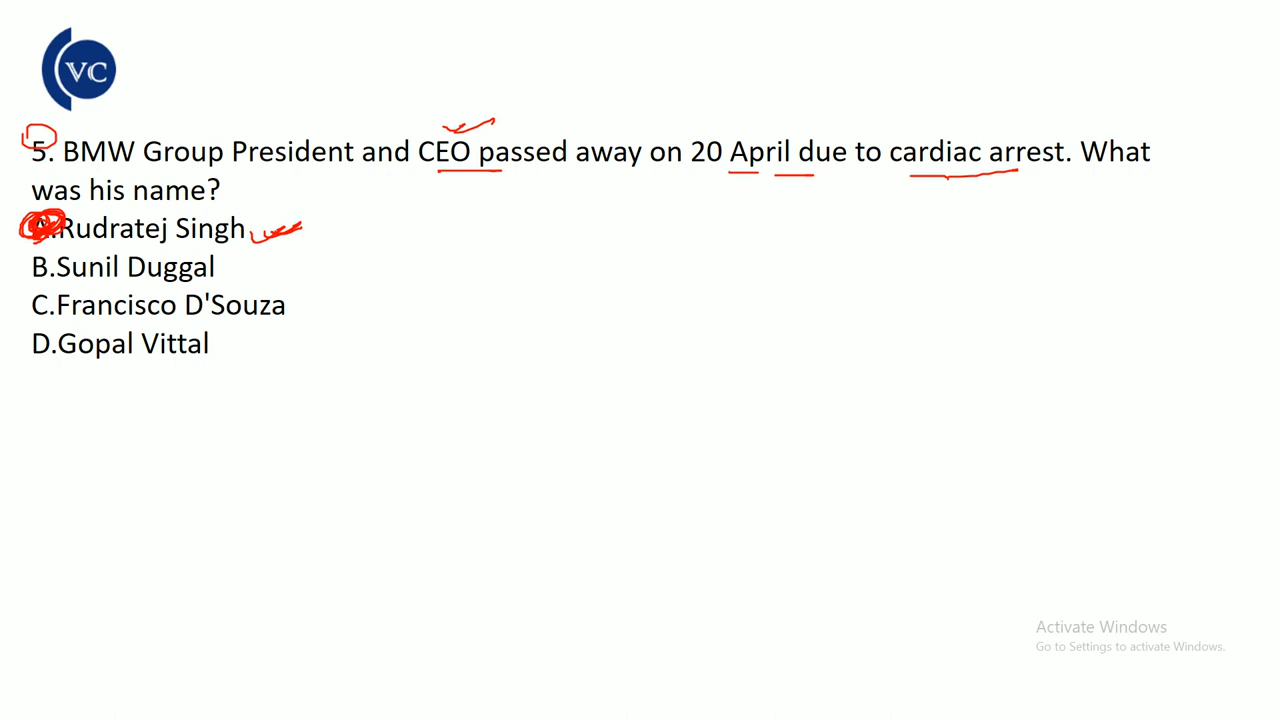 VC
5. BMW Group President and CEO passed away on 20 April due to cardiac arrest. What
was his name?
A.Rudratej Singh
B.Sunil Duggal
C.Francisco D'Souza
D.Gopal Vittal
Activate Windows
Go to Settings to activate Windows.